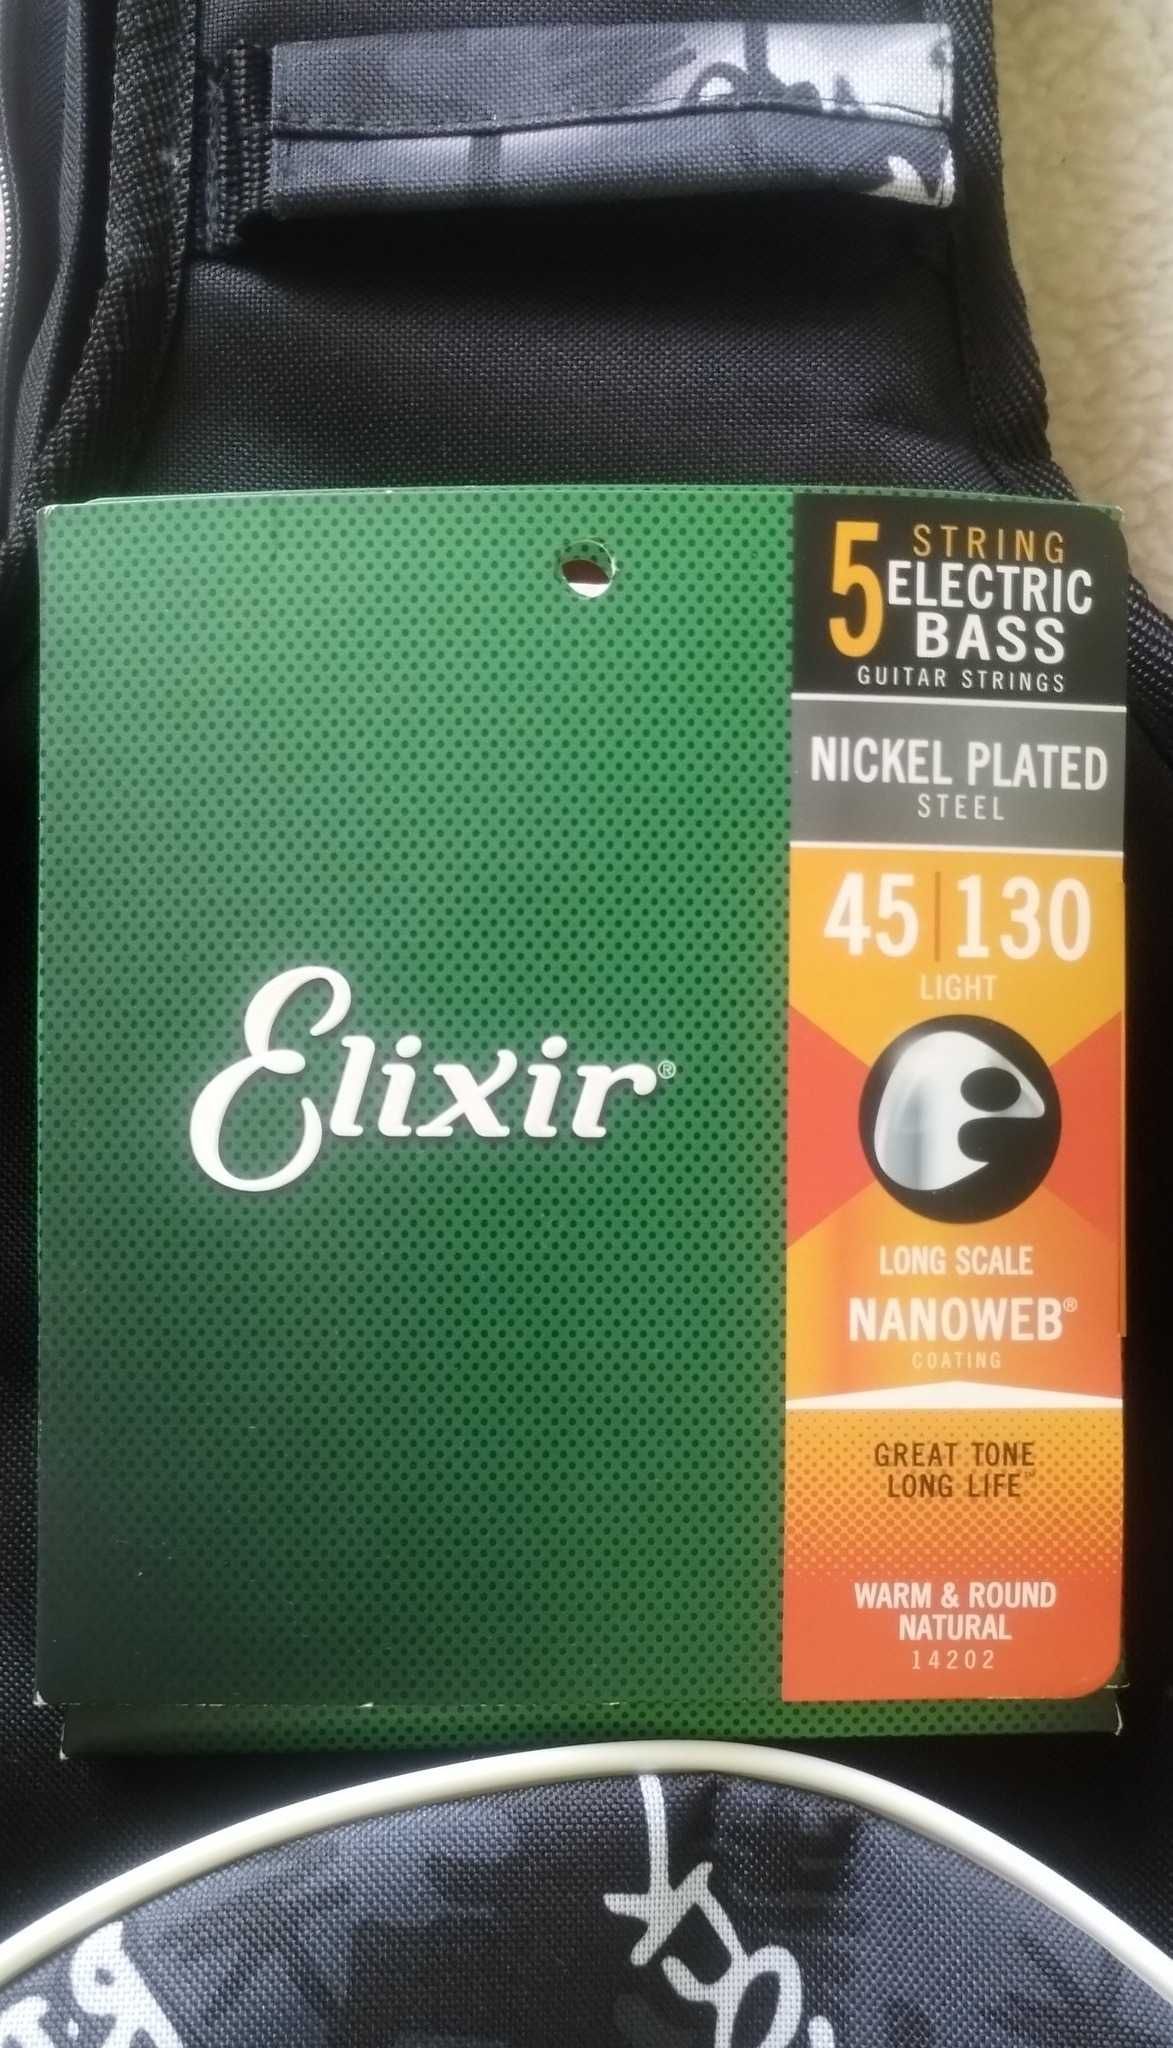 5 STRING
ELECTRIC
BASS
GUITAR STRINGS
NICKEL PLATED
STEEL
45|130
LIGHT
Elixir®
LONG SCALE
NANOWEB®
COATING
GREAT TONE
LONG LIFE™
WARM & ROUND
NATURAL
14202